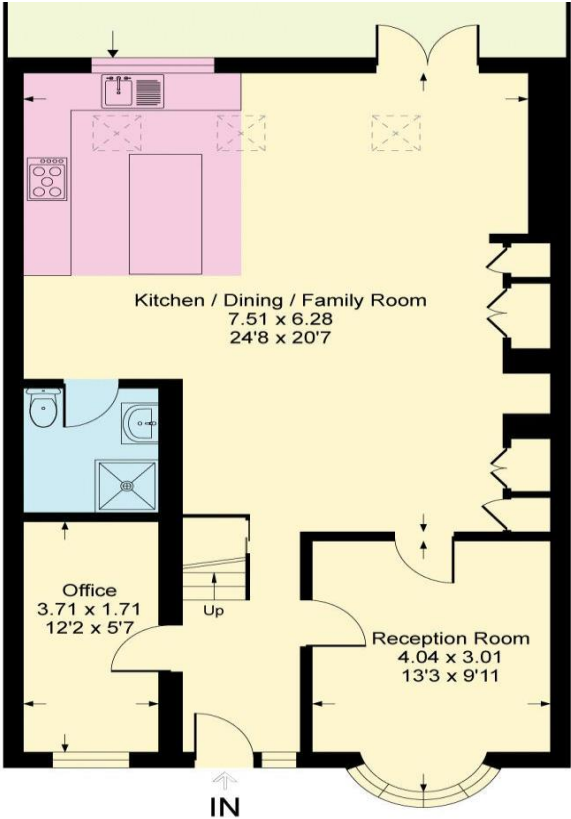 Kitchen / Dining / Family Room
7.51 x 6.28
24'8 x 20'7
Office
3.71 x 1.71
12'2 x 5'7
Up
Reception Room
4.04 x 3.01
13'3 x 9'11
IN